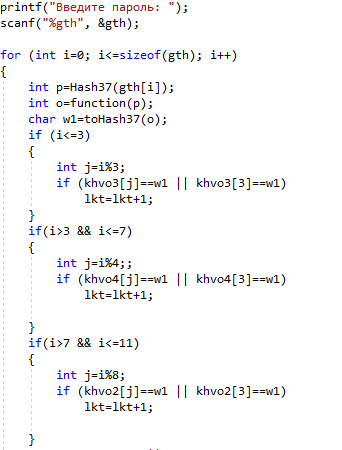 printf("Введите пароль: ");
scanf("%gth", &gth);
for (int i=0; i<=sizeof(gth); i++)
{
int p=Hash37(gth[i]);
int o=function(p);
char w1=toHash37(o);
if (i<=3)
{
int j=i%3;
if (khvo3[j]==w1 || khvo3[3]==w1)
lkt=lkt+1;
}
if(i>3 && i<=7)
{
int j=i%4;;
if (khvo4[j]==w1 || khvo4[3]==w1)
lkt=lkt+1;
}
if(i>7 && i<=11)
{
int j=i%8;
if (khvo2[j]==w1 || khvo2[3]==w1)
lkt=lkt+1;
}